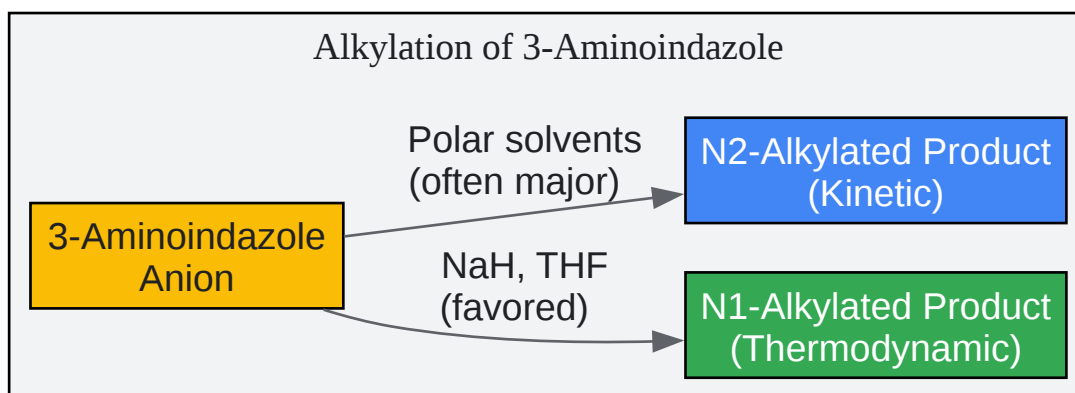 Alkylation of 3-Aminoindazole
Polar solvents
(often major)
N2-Alkylated Product
(Kinetic)
3-Aminoindazole
Anion
NaH, THF
(favored)
N1-Alkylated Product
(Thermodynamic)